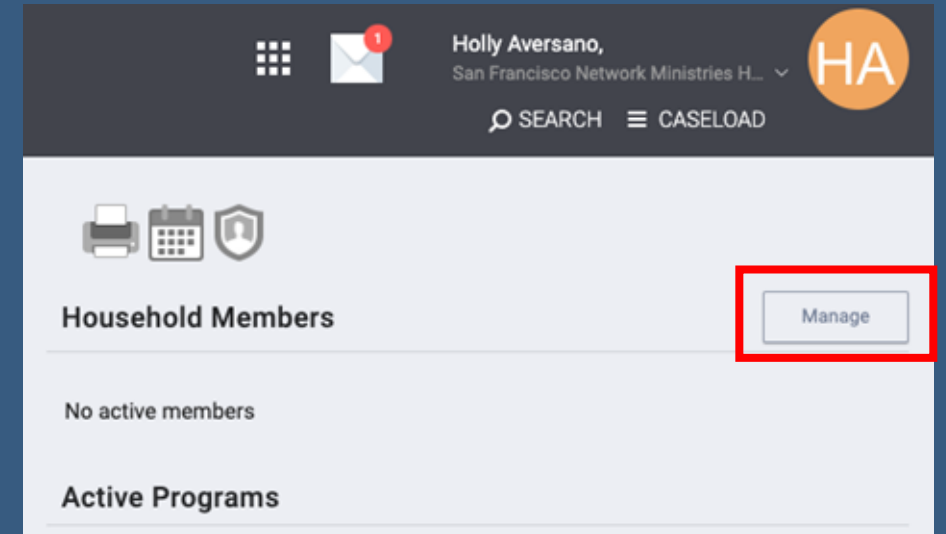 1
Holly Aversano,
San Francisco Network Ministries H...
HA
SEARCH CASELOAD
Household Members
Manage
No active members
Active Programs